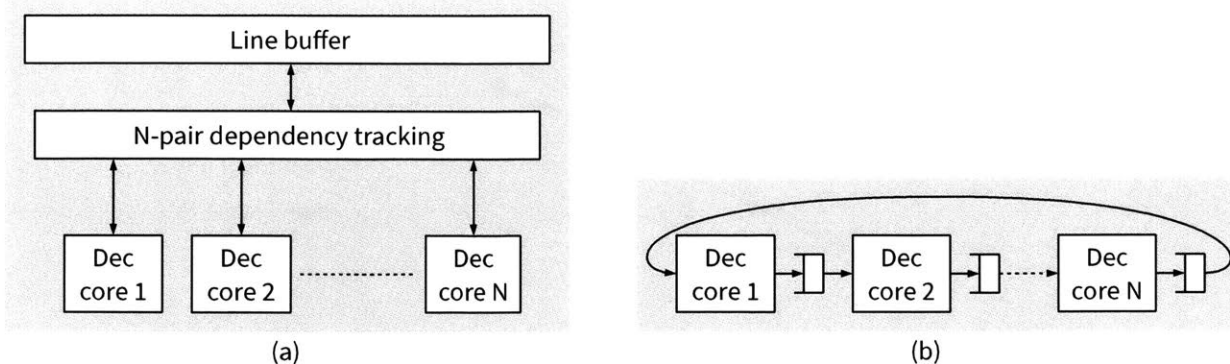 Line buffer
N-pair dependency tracking
Dec
core 1
Dec
core 2
Dec
core N
(a)
Dec
core 1
Dec
core 2
Dec
core N
(b)